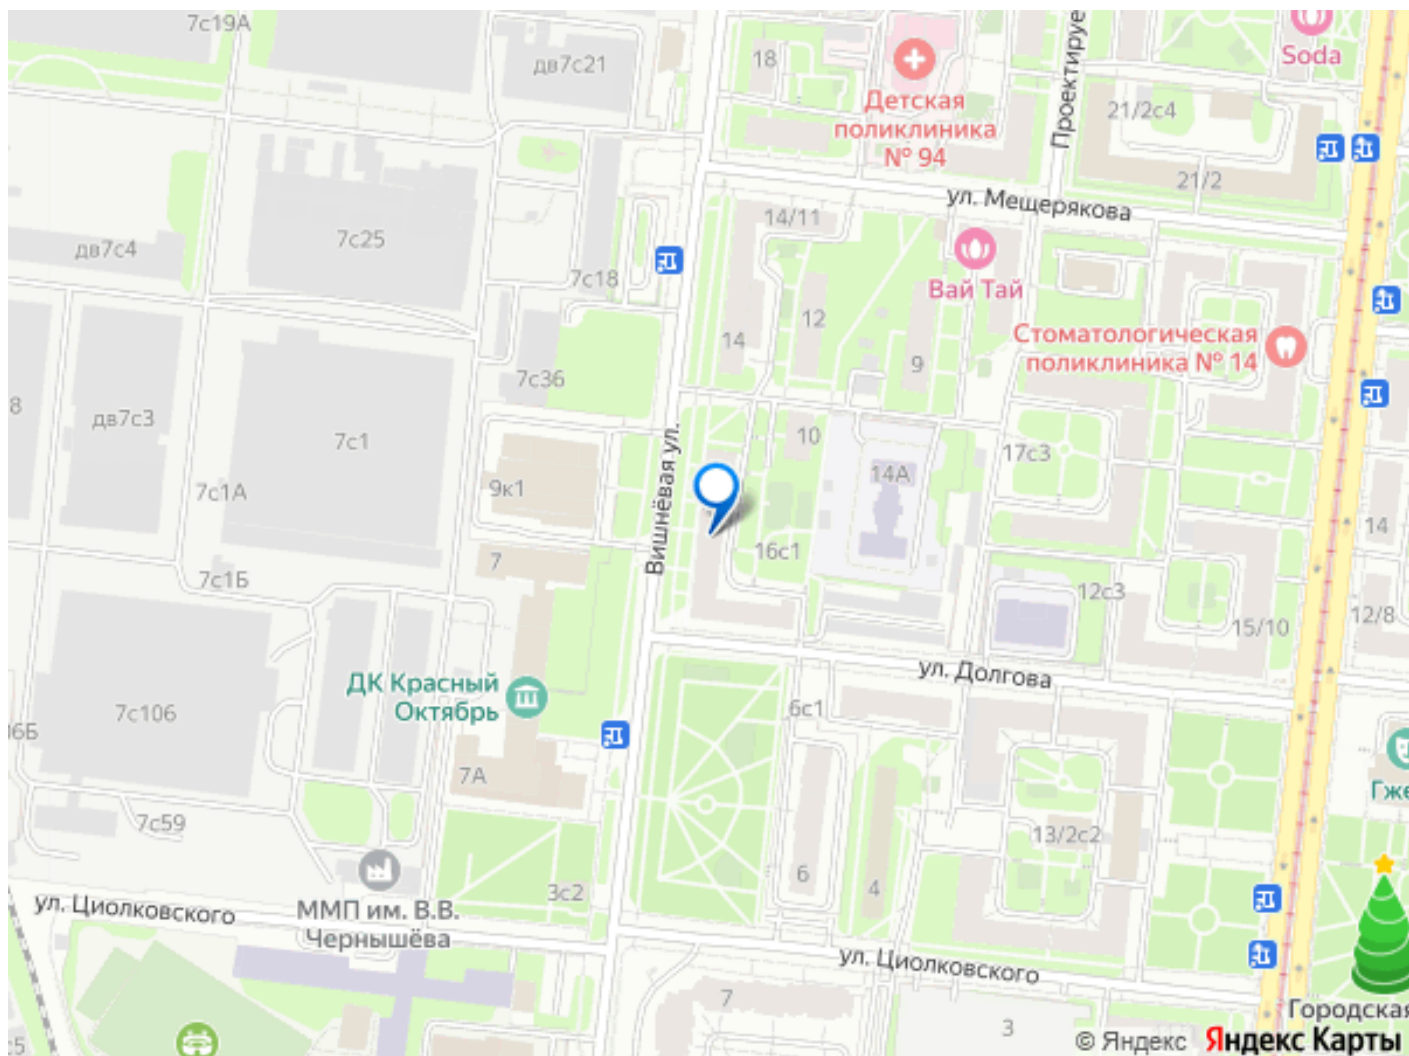 7с19А
дв7с21
18
Детская
поликлиника
№ 94
Проектируе
21/2с4
Soda
21/2
ул. Мещерякова
14/11
дв7с4
7с25
7с18
Вай Тай
12
14
9
Стоматологическая
поликлиника № 14
7с36
8
дв7с3
7с1
Вишнёвая ул.
10
17с3
14А
7с1А
9к1
14
16с1
7
7с1Б
12с3
15/10
12/8
ул. Долгова
ДК Красный
Октябрь
7с106
06Б
6с1
7А
Гже
7с59
13/2с2
6
4
3с2
ул. Циолковского
ММП им. В.В.
Чернышёва
ул. Циолковского
7
3
Городская
с5
© Яндекс Яндекс Карты